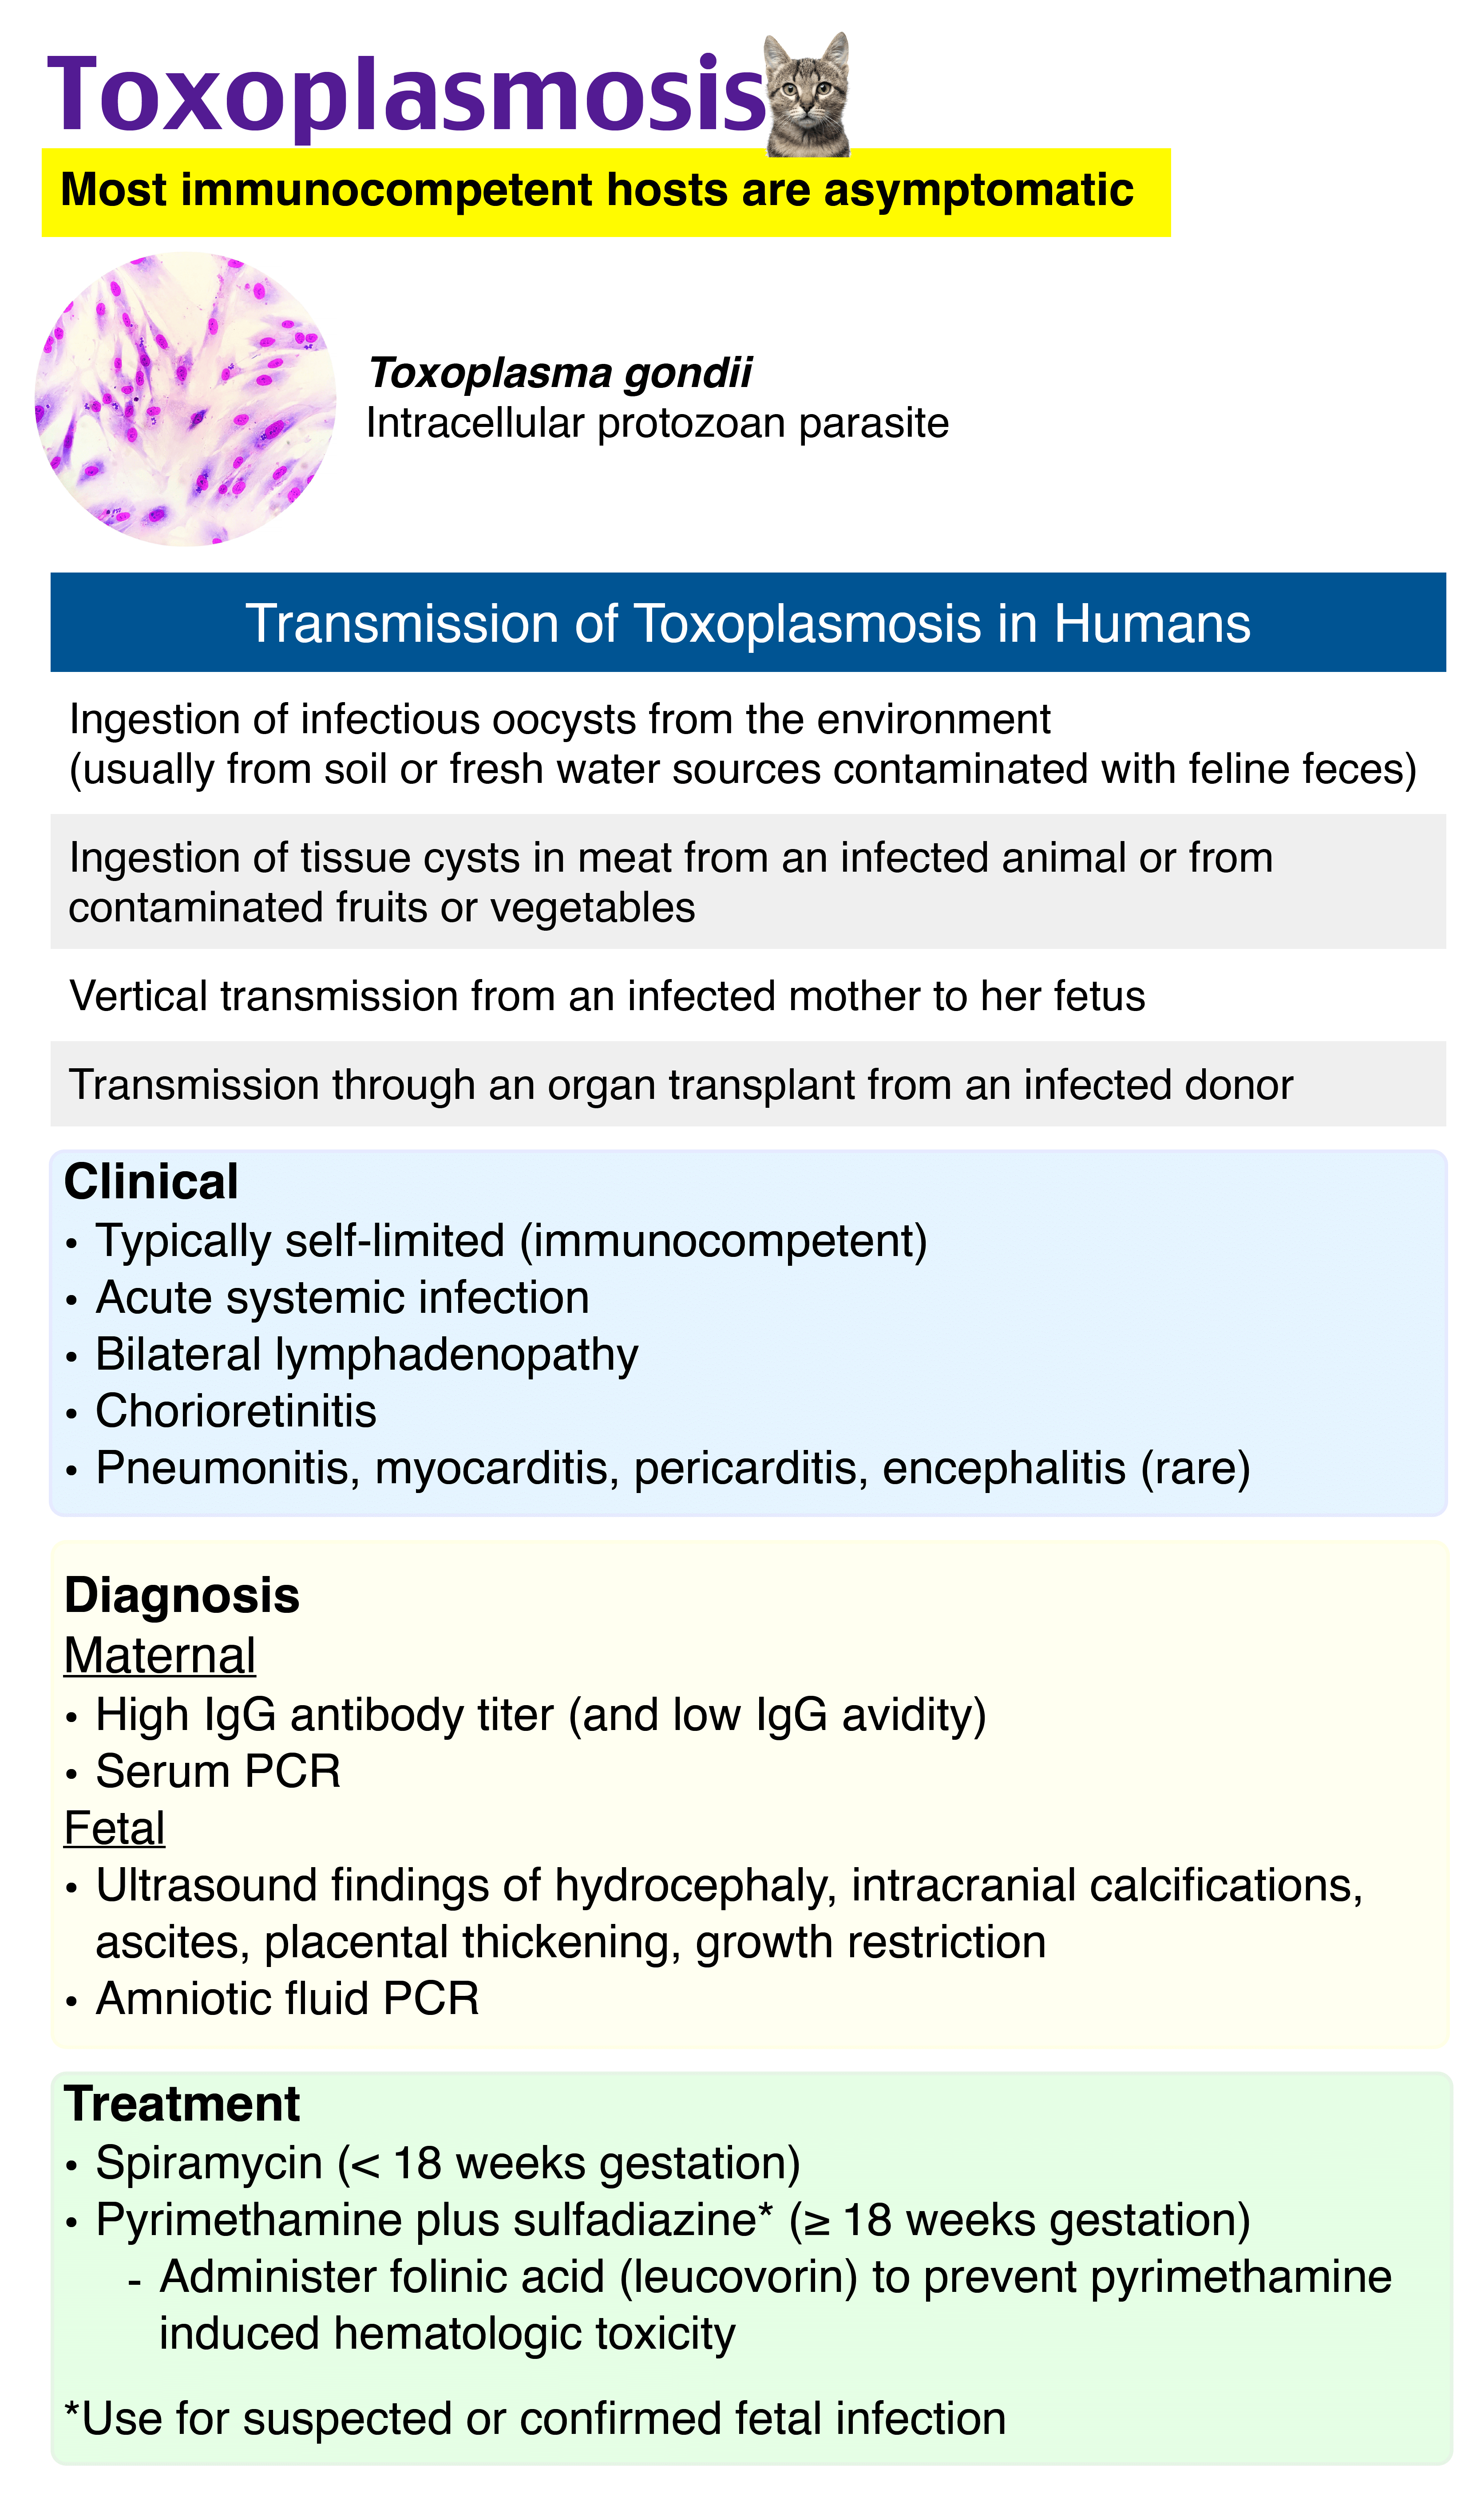 Toxoplasmosis
Most immunocompetent hosts are asymptomatic
Toxoplasma gondii
Intracellular protozoan parasite
Transmission of Toxoplasmosis in Humans
Ingestion of infectious oocysts from the environment
(usually from soil or fresh water sources contaminated with feline feces)
Ingestion of tissue cysts in meat from an infected animal or from
contaminated fruits or vegetables
Vertical transmission from an infected mother to her fetus
Transmission through an organ transplant from an infected donor
Clinical
• Typically self-limited (immunocompetent)
• Acute systemic infection
• Bilateral lymphadenopathy
• Chorioretinitis
• Pneumonitis, myocarditis, pericarditis, encephalitis (rare)
Diagnosis
Maternal
• High IgG antibody titer (and low IgG avidity)
• Serum PCR
Fetal
• Ultrasound findings of hydrocephaly, intracranial calcifications,
ascites, placental thickening, growth restriction
• Amniotic fluid PCR
Treatment
• Spiramycin (< 18 weeks gestation)
• Pyrimethamine plus sulfadiazine* (≥ 18 weeks gestation)
- Administer folinic acid (leucovorin) to prevent pyrimethamine
induced hematologic toxicity
*Use for suspected or confirmed fetal infection